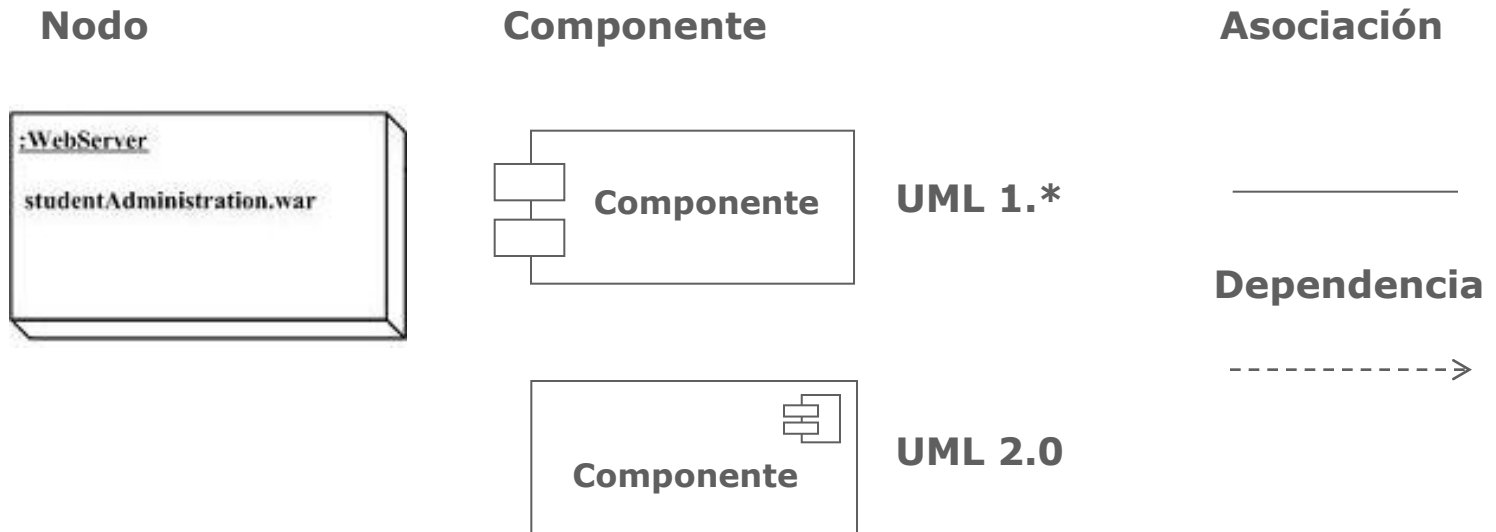 Nodo
Componente
Asociación
:WebServer
studentAdministration.war
Componente
UML 1.*
Dependencia
Componente
UML 2.0